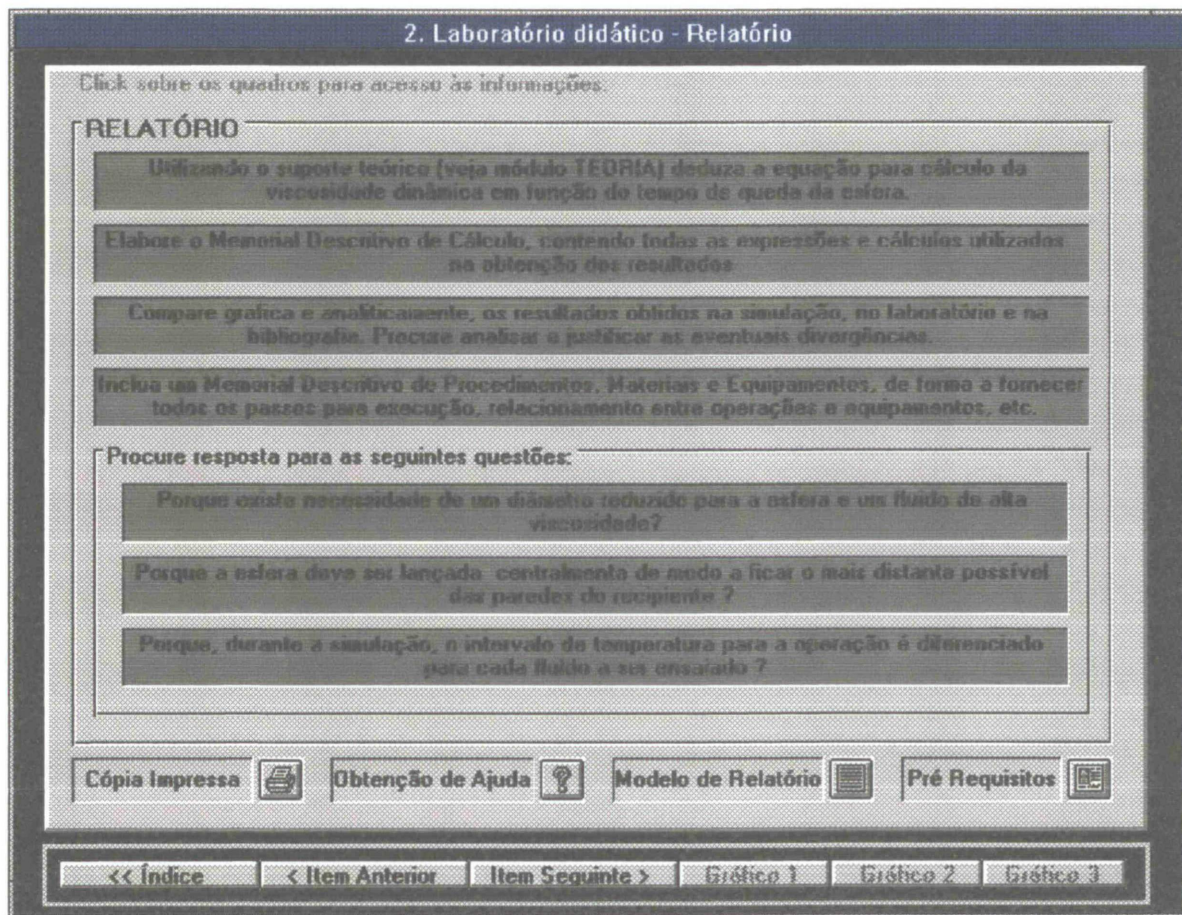 2. Laboratório didático - Relatório
Click sobre os quadros para acesso às informações:
RELATÓRIO
Utilizando o suporte teórico (veja módulo TEORIA) deduza a equação para cálculo da
viscosidade dinâmica em função do tempo de queda da esfera.
Elabore o Memorial Descritivo de Cálculo, contendo todas as expressões e cálculos utilizados
na obtenção dos resultados
Compare grafica e analiticamente, os resultados obtidos na simulação, no laboratório e na
bibliografia. Procure analisar e justificar as eventuais divergências.
Inclua um Memorial Descritivo de Procedimentos, Materiais e Equipamentos, de forma a fornecer
todos os passos para execução, relacionamento entre operações e equipamentos, etc.
Procure resposta para as seguintes questões:
Porque existe necessidade de um diâmetro reduzido para a esfera e um fluido de alta
viscosidade?
Porque a esfera deve ser lançada centralmente de modo a ficar o mais distante possível
das paredes do recipiente ?
Porque, durante a simulação, o intervalo de temperatura para a operação é diferenciado
para cada fluido a ser ensaiado ?
Cópia Impressa Obtenção de Ajuda Modelo de Relatório Pré Requisitos
<< Índice < Item Anterior Item Seguinte > Gráfico 1 Gráfico 2 Gráfico 3